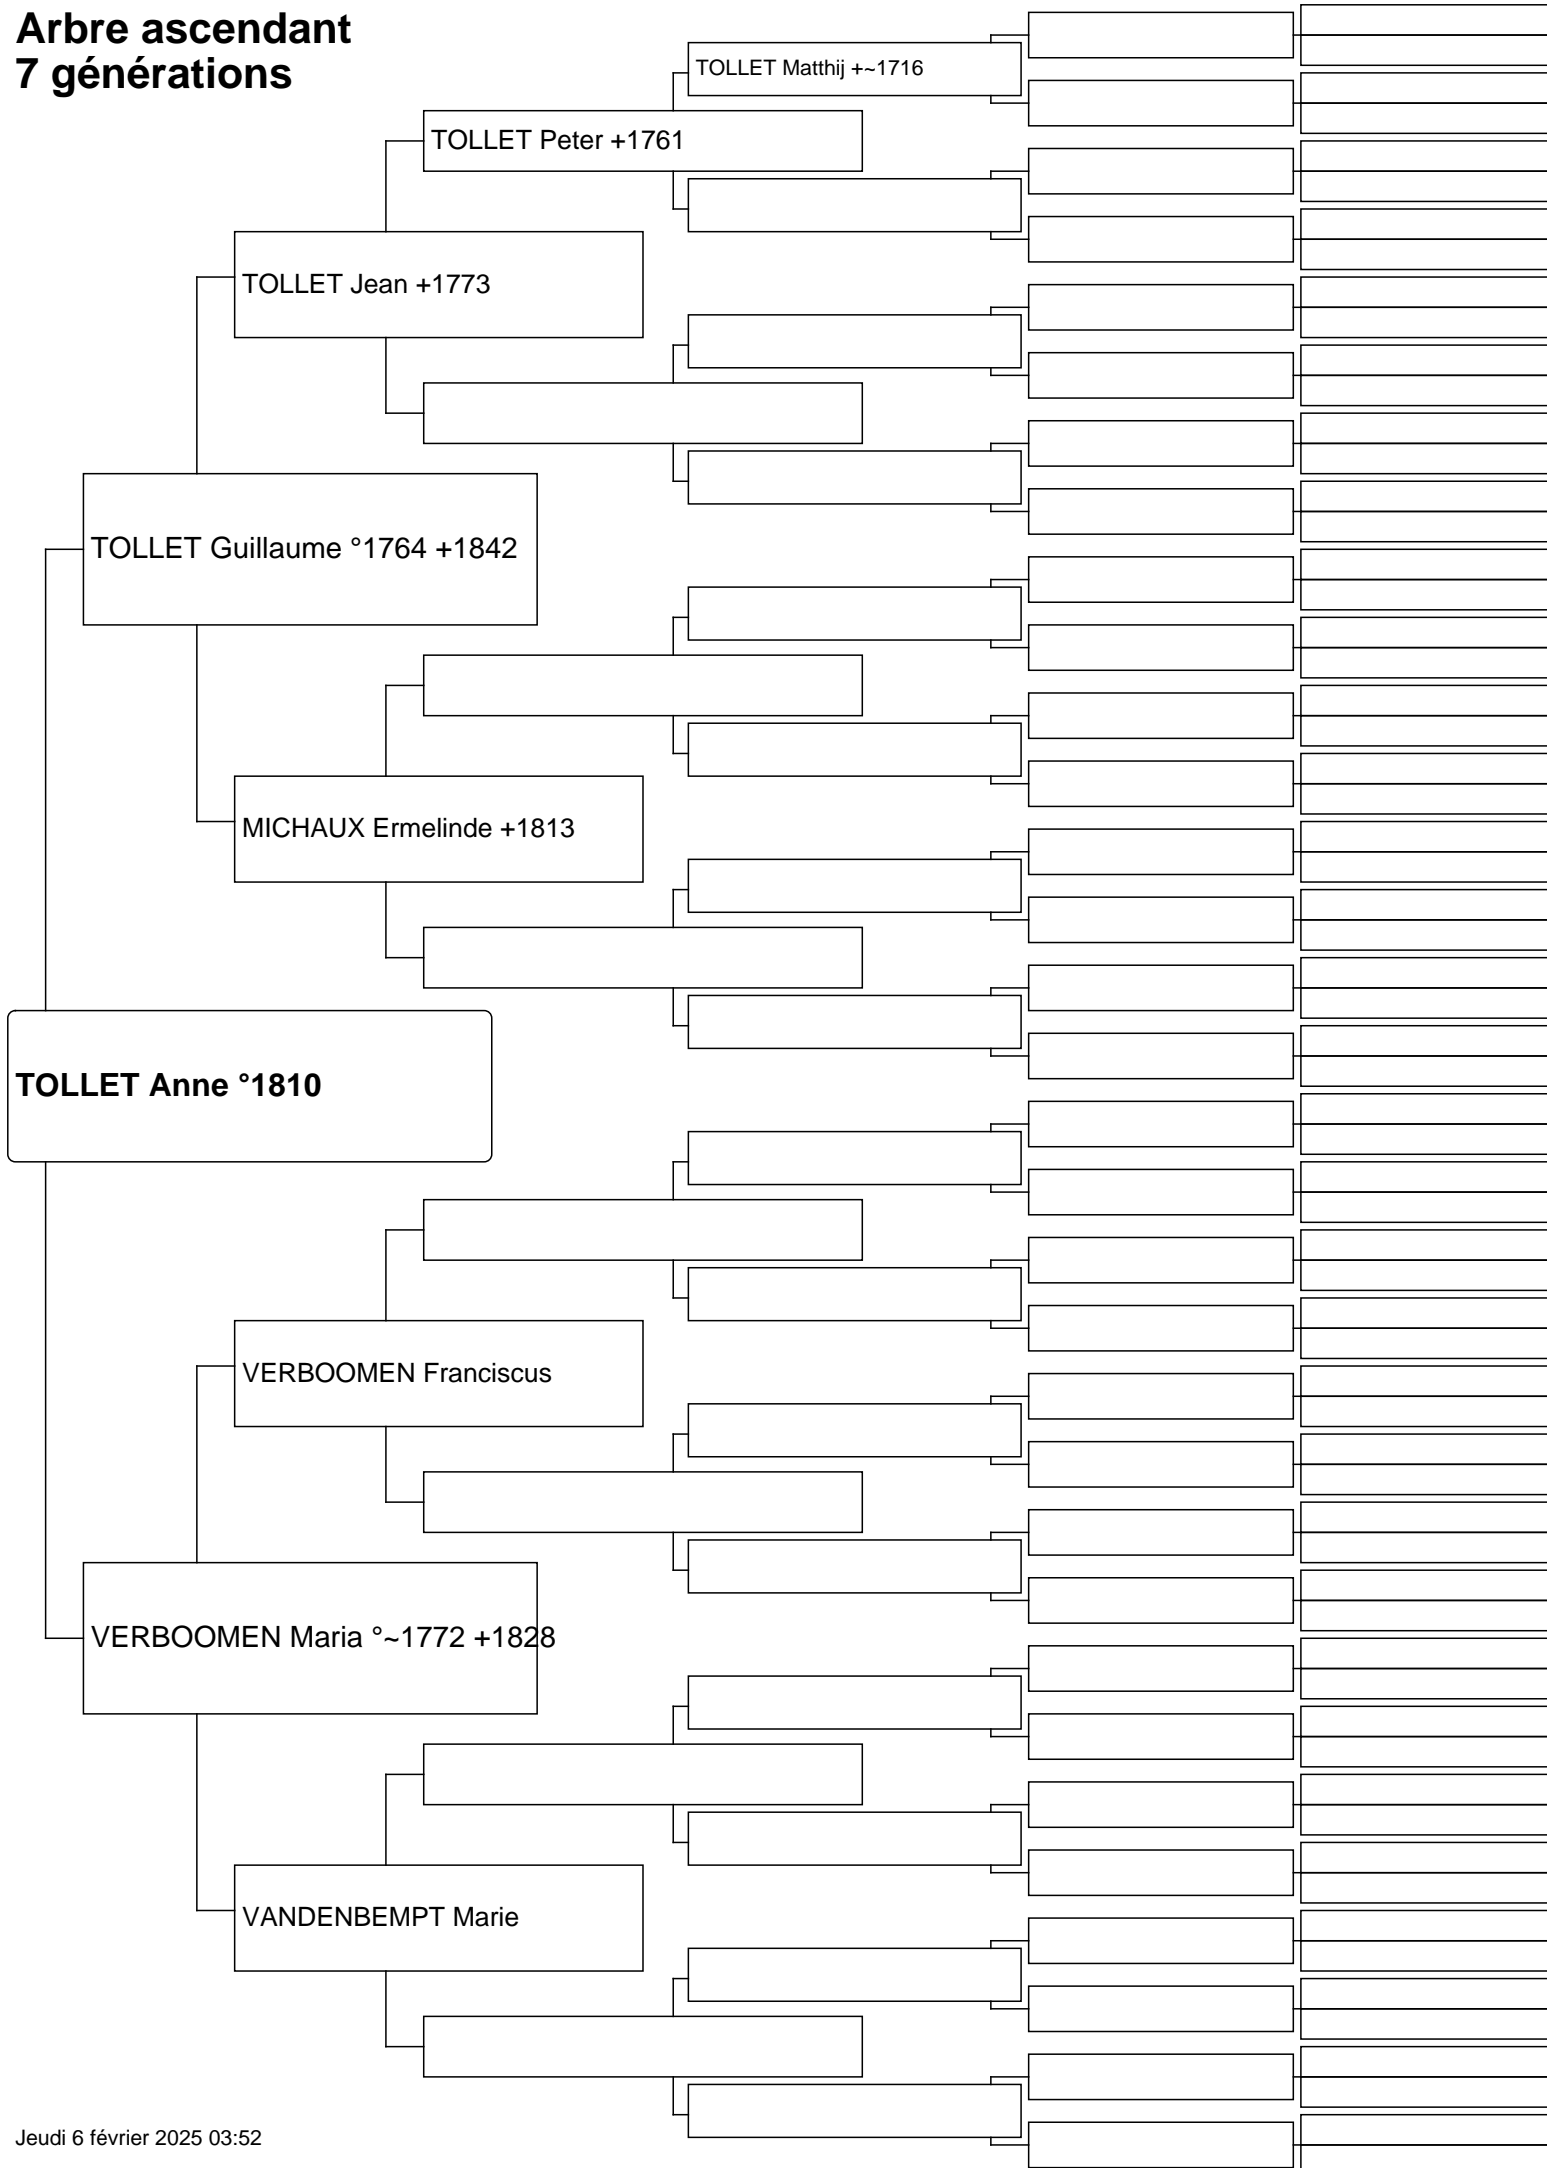 Arbre ascendant
7 générations
TOLLET Matthij +~1716
TOLLET Peter +1761
TOLLET Jean +1773
TOLLET Guillaume °1764 +1842
MICHAUX Ermelinde +1813
TOLLET Anne °1810
VERBOOMEN Franciscus
VERBOOMEN Maria °~1772 +1828
VANDENBEMPT Marie
Jeudi 6 février 2025 03:52